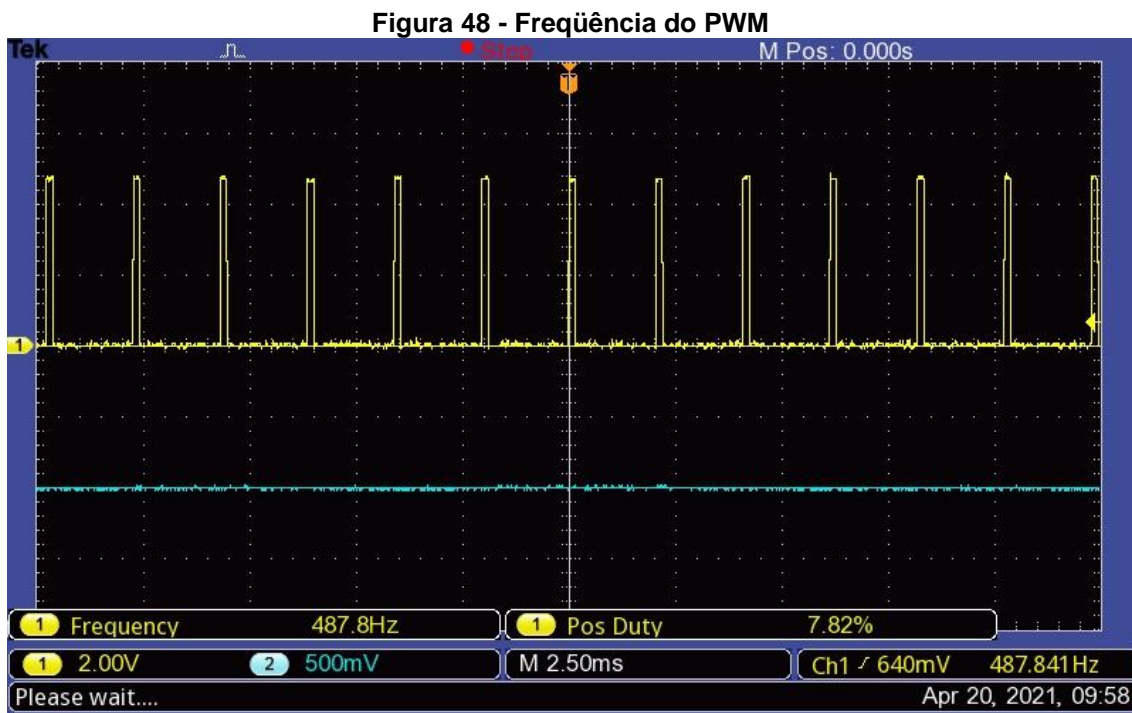 Figura 48 - Freqüência do PWM
Tek Stop M Pos: 0.000s
T
1
1 Frequency 487.8Hz 1 Pos Duty 7.82%
1 2.00V 2 500mV M 2.50ms Ch1 640mV 487.841Hz
Please wait.... Apr 20, 2021, 09:58